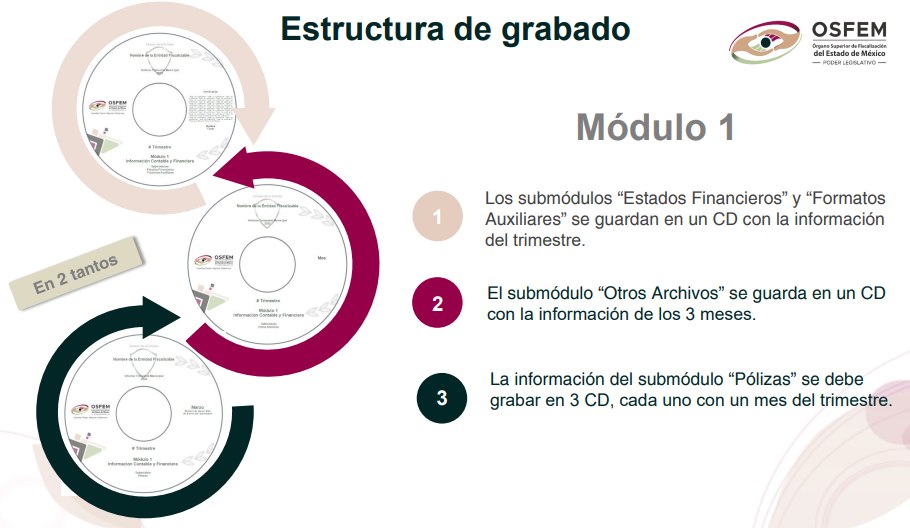 Estructura de grabado
OSFEM
Órgano Superior de Fiscalización
del Estado de México
PODER LEGISLATIVO
Módulo 1
1
Los submódulos “Estados Financieros” y “Formatos
Auxiliares” se guardan en un CD con la información
del trimestre.
2
El submódulo “Otros Archivos” se guarda en un CD
con la información de los 3 meses.
3
La información del submódulo “Pólizas” se debe
grabar en 3 CD, cada uno con un mes del trimestre.
En 2 tantos
Nombre de la Entidad Fiscalizable
OSFEM
# Trimestre
Módulo 1
Información Contable y Financiera
Nombre de la Entidad Fiscalizable
OSFEM
Mes
# Trimestre
Módulo 1
Información Contable y Financiera
Nombre de la Entidad Fiscalizable
OSFEM
Marzo
# Trimestre
Módulo 1
Información Contable y Financiera
Submódulo
Pólizas